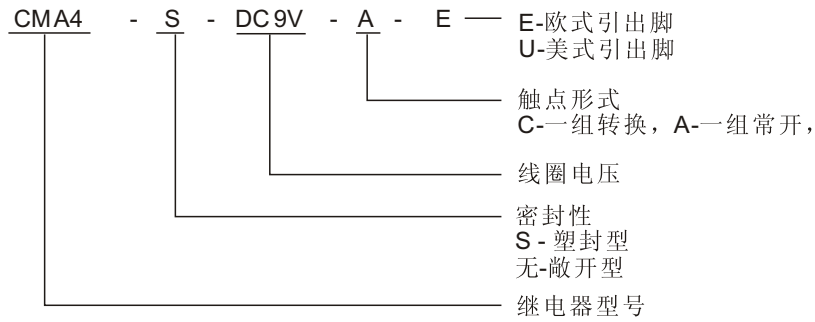 CMA4 - S - DC9V - A - E
E-欧式引出脚
U-美式引出脚
触点形式
C-一组转换，A-一组常开，
线圈电压
密封性
S - 塑封型
无-敞开型
继电器型号